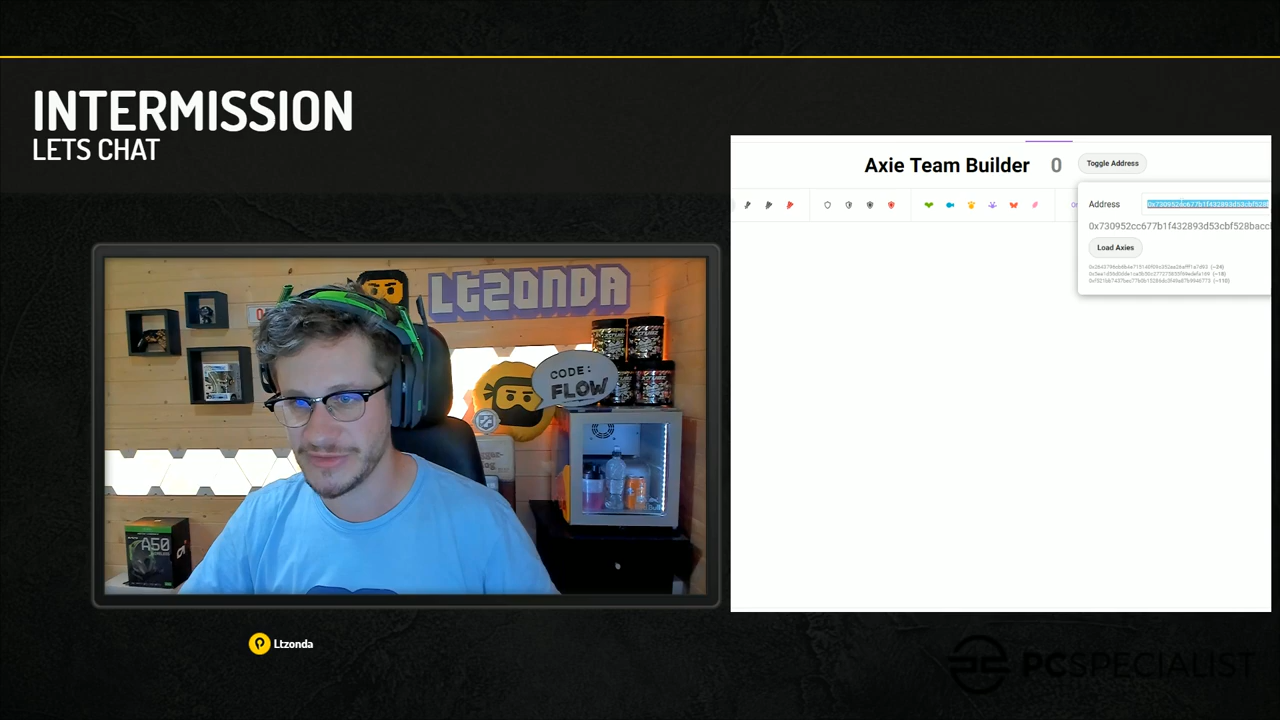 INTERMISSION
LETS CHAT
Axie Team Builder 0
Toggle Address
Address
0x730952cc677b1f432893d53cbf528
0x730952cc677b1f432893d53cbf528bacc
Load Axies
LTZONDA
CODE:
FLOW
A50
Ltzonda
PCSPECIALIST